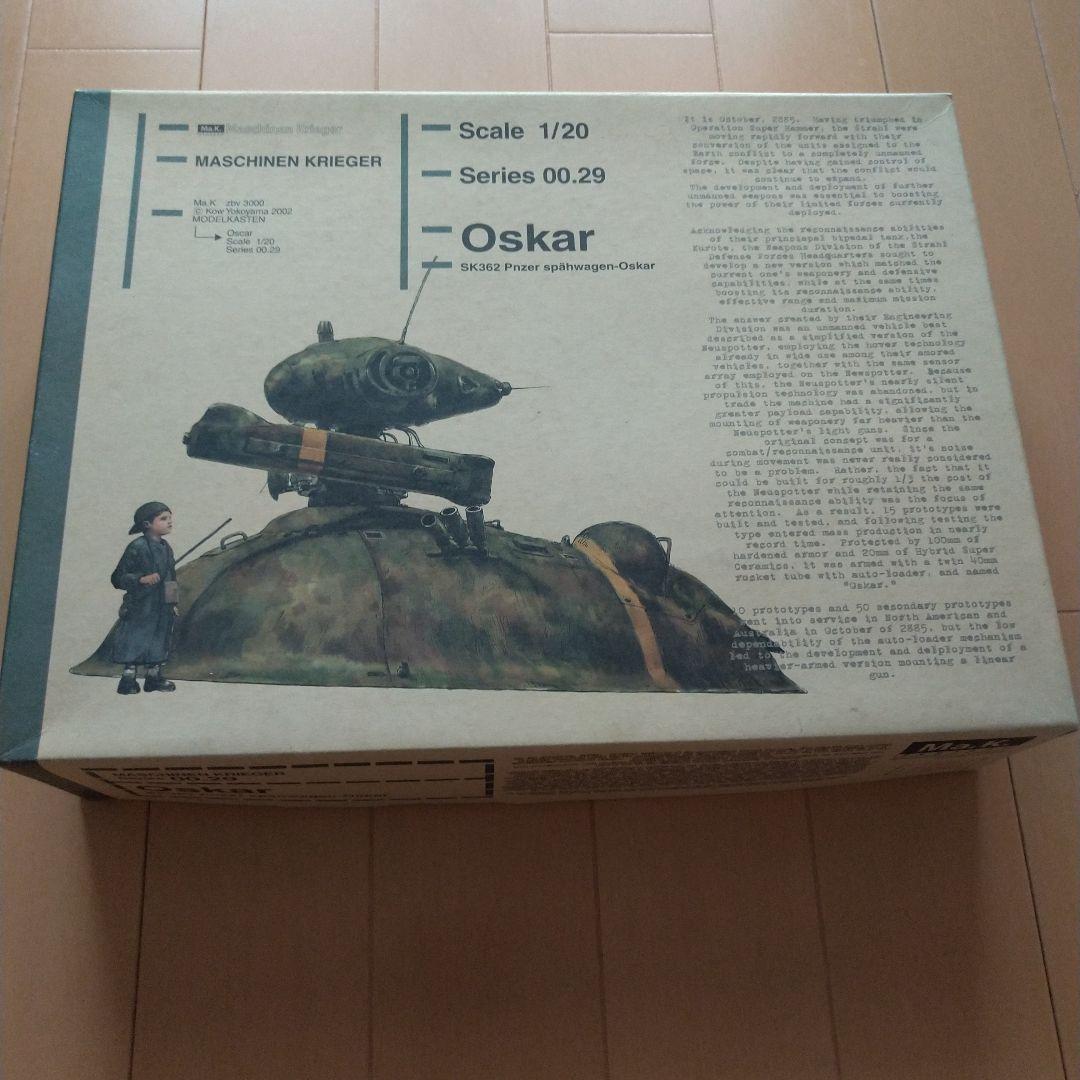 Ma.K. Maschinen Krieger
MASCHINEN KRIEGER
Ma.K zbv 3000
© Kow Yokoyama 2002
MODELKASTEN
Oscar
Scale 1/20
Series 00.29
Scale 1/20
Series 00.29
Oskar
SK362 Pnzer spähwagen-Oskar
It is October, 2885. Having triumphed in
Operation Super Hammer, the Strahl were
moving rapidly forward with their
conversion of the units assigned to the
Earth conflict to a completely unmanned
force. Despite having gained control of
space, it was clear that the conflict would
continue to expand.
The development and deployment of further
unmanned weapons was essential to boosting
the power of their limited forces currently
deployed.
Acknowledging the reconnaissance abilities
of their principal bipedal tank, the
Kurote, the Weapons Division of the Strahl
Defense Forces Headquarters sought to
develop a new version which matched the
current one's weaponery and defensive
capabilities, while at the same times
boosting its reconnaissance ability,
effective range and maximum mission
duration.
The answer created by their Engineering
Division was an unmanned vehicle best
described as a simplified version of the
Neuspotter, employing the hover technology
already in wide use among their amored
vehicles, together with the same sensor
array employed on the Newspotter. Because
of this, the Neuspotter's nearly silent
propulsion technology was abandoned, but in
trade the machine had a significantly
greater payload capability, allowing the
mounting of weaponery far heavier than the
Neuspotter's light guns. Since the
original concept was for a
combat/reconnaissance unit, it's noise
during movement was never really considered
to be a problem. Rather, the fact that it
could be built for roughly 1/3 the cost of
the Neuspotter while retaining the same
reconnaissance ability was the focus of
attention. As a result, 15 prototypes were
built and tested, and following testing the
type entered mass production in nearly
record time. Protected by 100mm of
hardened armor and 20mm of Hybrid Super
Ceramics, it was armed with a twin 40mm
rocket tube with auto-loader, and named
"Oskar."
prototypes and 50 secondary prototypes
went into service in North American and
Australia in October of 2885, but the low
dependability of the auto-loader mechanism
led to the development and delployment of a
heavier-armed version mounting a linear
gun.
MASCHINEN KRIEGER
00.29
Oskar
Ma.K.